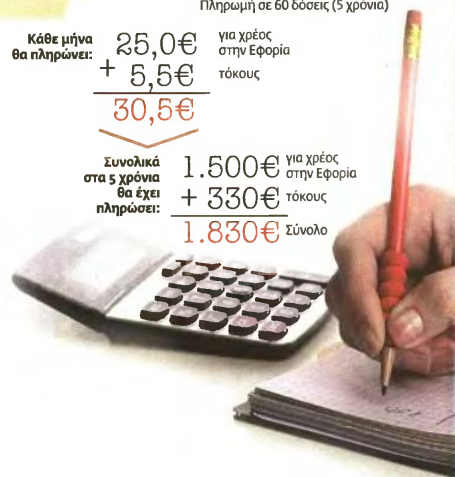 Πληρωμή σε 60 δόσεις (5 χρόνια)
Κάθε μήνα
θα πληρώνει:
25,0€ για χρέος
στην Εφορία
+ 5,5€ τόκους
30,5€
Συνολικά
στα 5 χρόνια
θα έχει
πληρώσει:
1.500€ για χρέος
στην Εφορία
+ 330€ τόκους
1.830€ Σύνολο